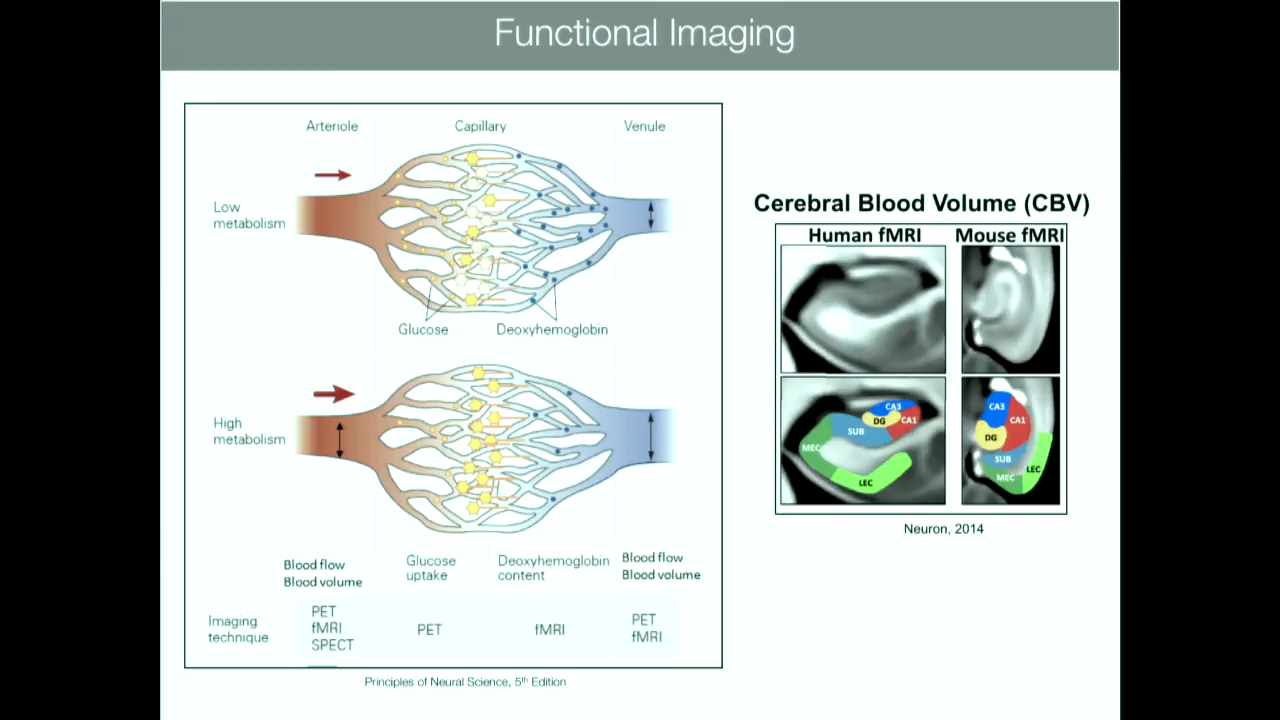 Functional Imaging
Arteriole
Capillary
Venule
Low
metabolism
Glucose
Deoxyhemoglobin
High
metabolism
Blood flow
Blood volume
Glucose
uptake
Deoxyhemoglobin
content
Blood flow
Blood volume
Imaging
technique
PET
fMRI
SPECT
PET
fMRI
PET
fMRI
Principles of Neural Science, 5th Edition
Cerebral Blood Volume (CBV)
Human fMRI
Mouse fMRI
CA3
DG
CA1
SUB
MEC
LEC
CA3
CA1
DG
SUB
LEC
MEC
Neuron, 2014